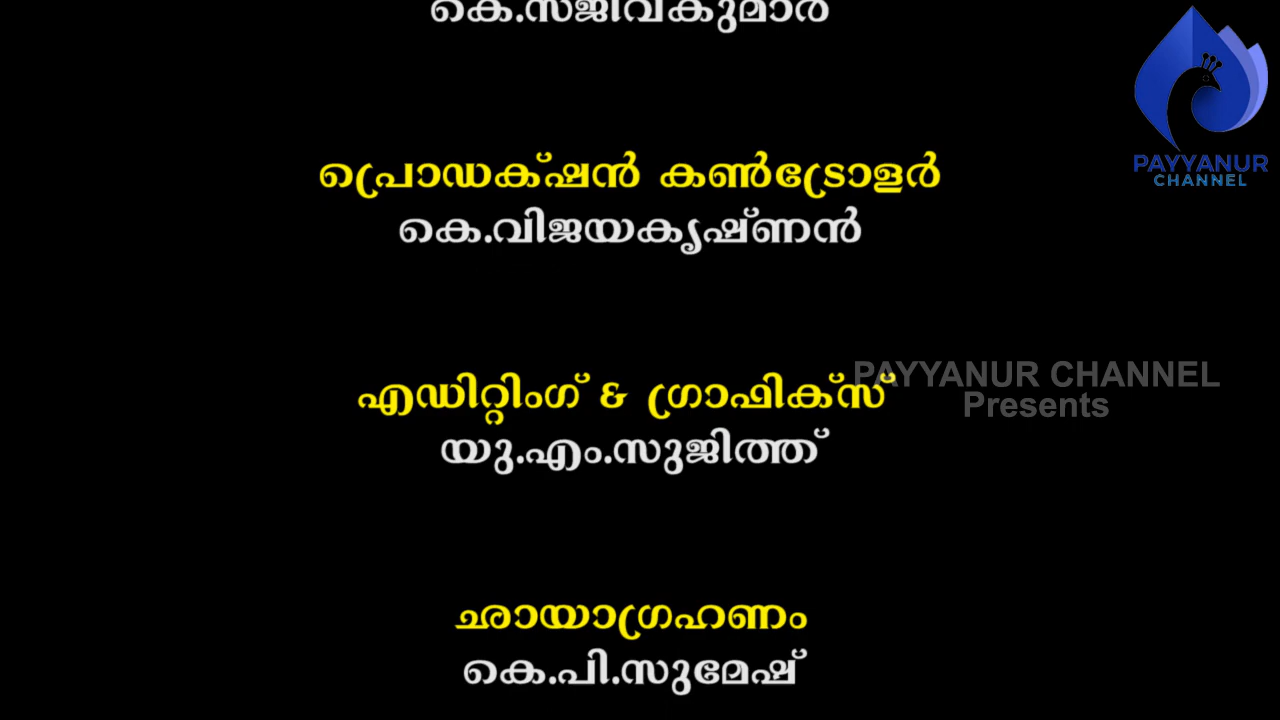 കെ.സജീവകുമാർ
PAYYANUR
CHANNEL
പ്രൊഡക്ഷൻ കൺട്രോളർ
കെ.വിജയകൃഷ്ണൻ
PAYYANUR CHANNEL
Presents
എഡിറ്റിംഗ് & ഗ്രാഫിക്സ്
യു.എം.സുജിത്ത്
ഛായാഗ്രഹണം
കെ.പി.സുമേഷ്